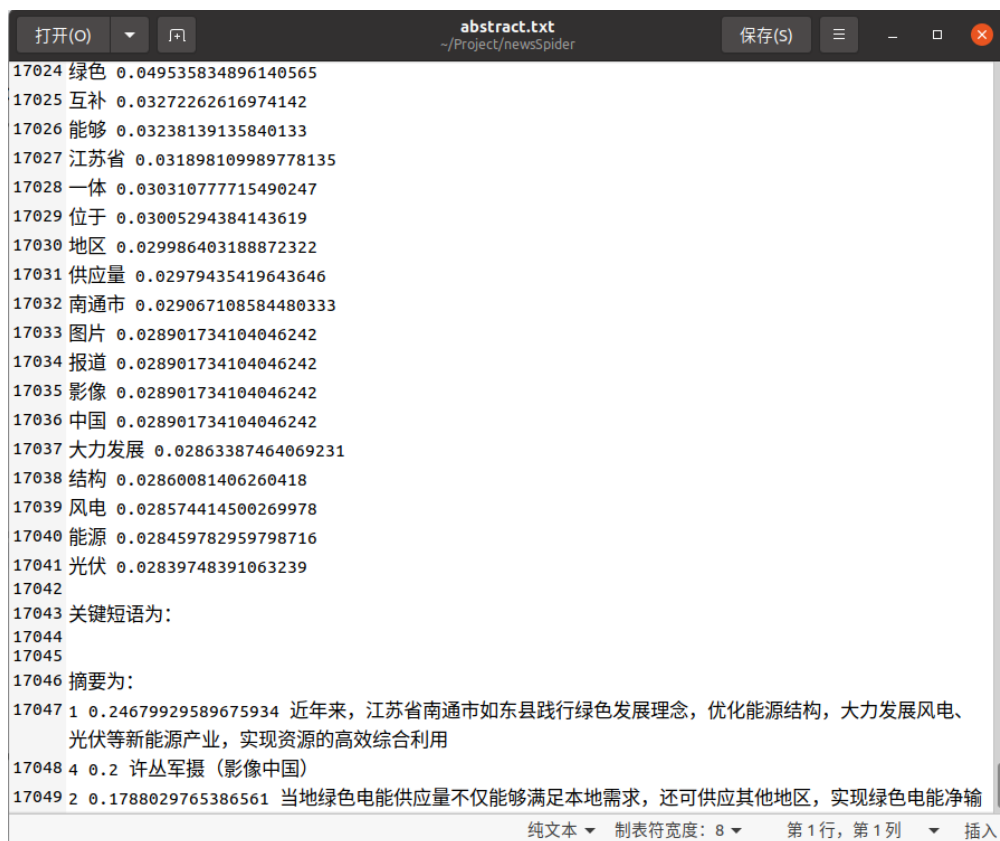 打开(O)
abstract.txt
~/Project/newsSpider
保存(S)
17024 绿色 0.049535834896140565
17025 互补 0.03272262616974142
17026 能够 0.03238139135840133
17027 江苏省 0.031898109989778135
17028 一体 0.030310777715490247
17029 位于 0.03005294384143619
17030 地区 0.029986403188872322
17031 供应量 0.02979435419643646
17032 南通市 0.029067108584480333
17033 图片 0.028901734104046242
17034 报道 0.028901734104046242
17035 影像 0.028901734104046242
17036 中国 0.028901734104046242
17037 大力发展 0.02863387464069231
17038 结构 0.02860081406260418
17039 风电 0.028574414500269978
17040 能源 0.028459782959798716
17041 光伏 0.02839748391063239
17042
17043 关键短语为：
17044
17045
17046 摘要为：
17047 1 0.24679929589675934 近年来，江苏省南通市如东县践行绿色发展理念，优化能源结构，大力发展风电、
光伏等新能源产业，实现资源的高效综合利用
17048 4 0.2 许丛军摄（影像中国）
17049 2 0.1788029765386561 当地绿色电能供应量不仅能够满足本地需求，还可供应其他地区，实现绿色电能净输
纯文本 制表符宽度：8 第 1 行，第 1 列 插入